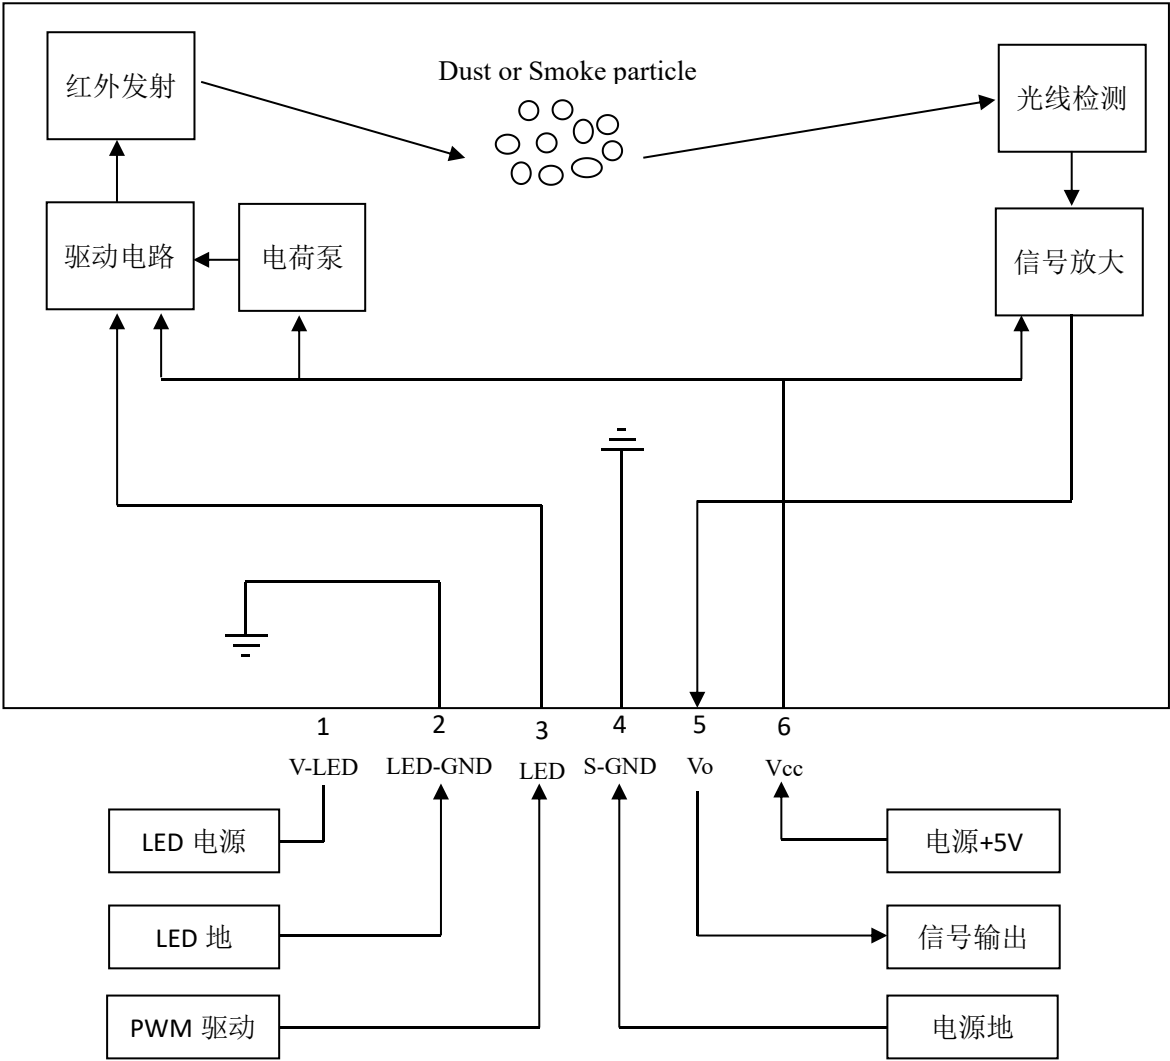 Dust or Smoke particle
红外发射
光线检测
驱动电路
电荷泵
信号放大
1
2
3
4
5
6
V-LED
LED-GND
LED
S-GND
Vo
Vcc
LED 电源
电源+5V
LED 地
信号输出
PWM 驱动
电源地